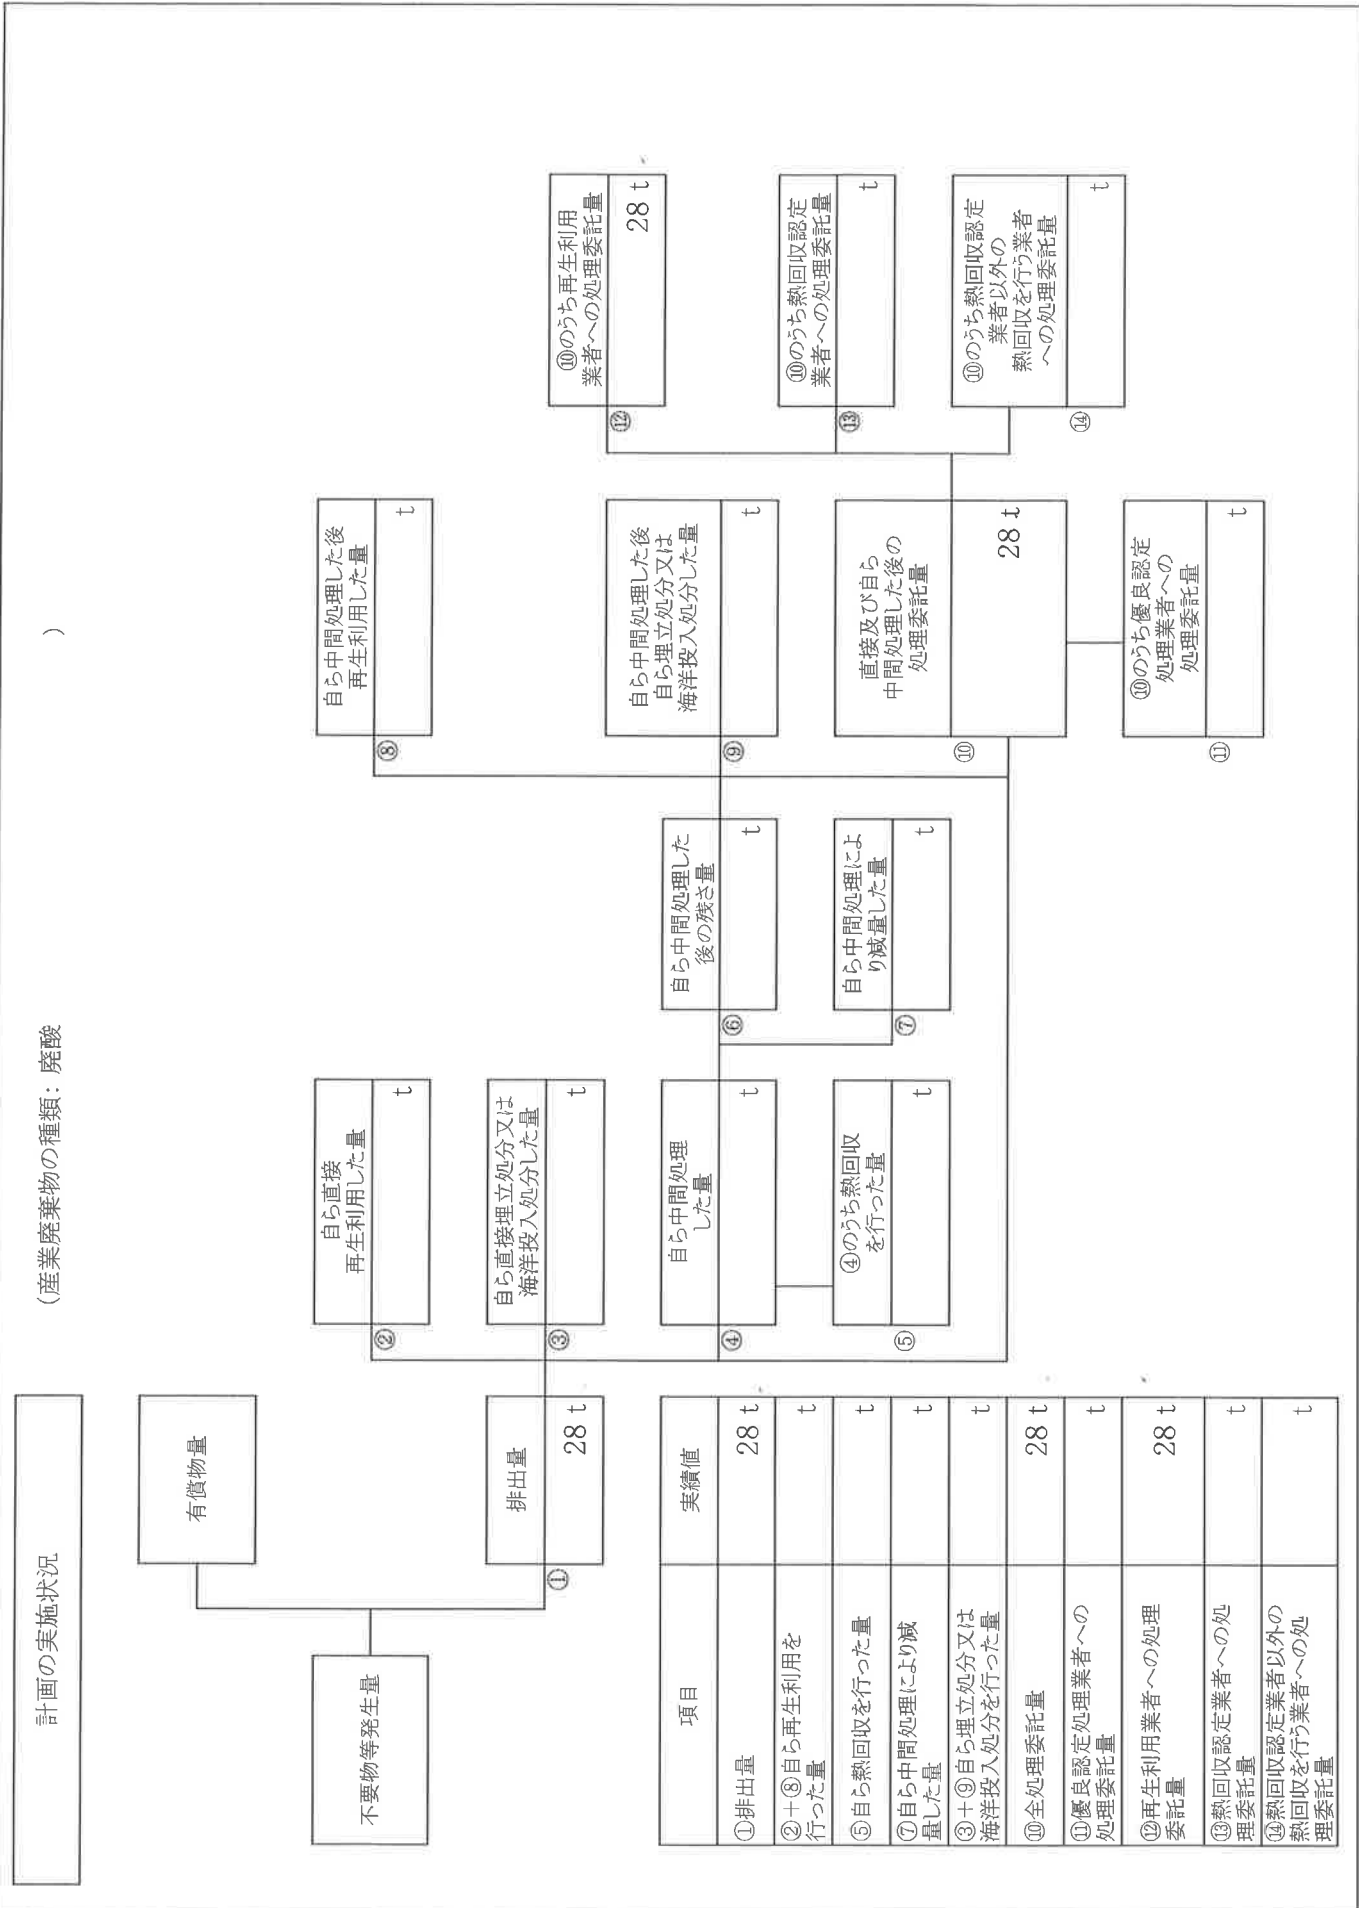 計画の実施状況
(産業廃棄物の種類：廃酸
)
有償物量
不要物等発生量
①
排出量
28 t
②
自ら直接
再生利用した量
t
③
自ら直接埋立処分又は
海洋投入処分した量
t
④
自ら中間処理
した量
t
⑤
④のうち熱回収
を行った量
t
⑥
自ら中間処理した
後の残さ量
t
⑦
自ら中間処理によ
り減量した量
t
⑧
自ら中間処理した後
再生利用した量
t
⑨
自ら中間処理した後
自ら埋立処分又は
海洋投入処分した量
t
⑩
直接及び自ら
中間処理した後の
処理委託量
28 t
⑪
⑩のうち優良認定
処理業者への
処理委託量
t
⑫
⑩のうち再生利用
業者への処理委託量
28 t
⑬
⑩のうち熱回収認定
業者への処理委託量
t
⑭
⑩のうち熱回収認定
業者以外の
熱回収を行う業者
への処理委託量
t
項目 実績値
①排出量 28 t
②＋⑧自ら再生利用を
行った量 t
⑤自ら熱回収を行った量 t
⑦自ら中間処理により減
量した量 t
③＋⑨自ら埋立処分又は
海洋投入処分を行った量 t
⑩全処理委託量 28 t
⑪優良認定処理業者への
処理委託量 t
⑫再生利用業者への処理
委託量 28 t
⑬熱回収認定業者への処
理委託量 t
⑭熱回収認定業者以外の
熱回収を行う業者への処
理委託量 t